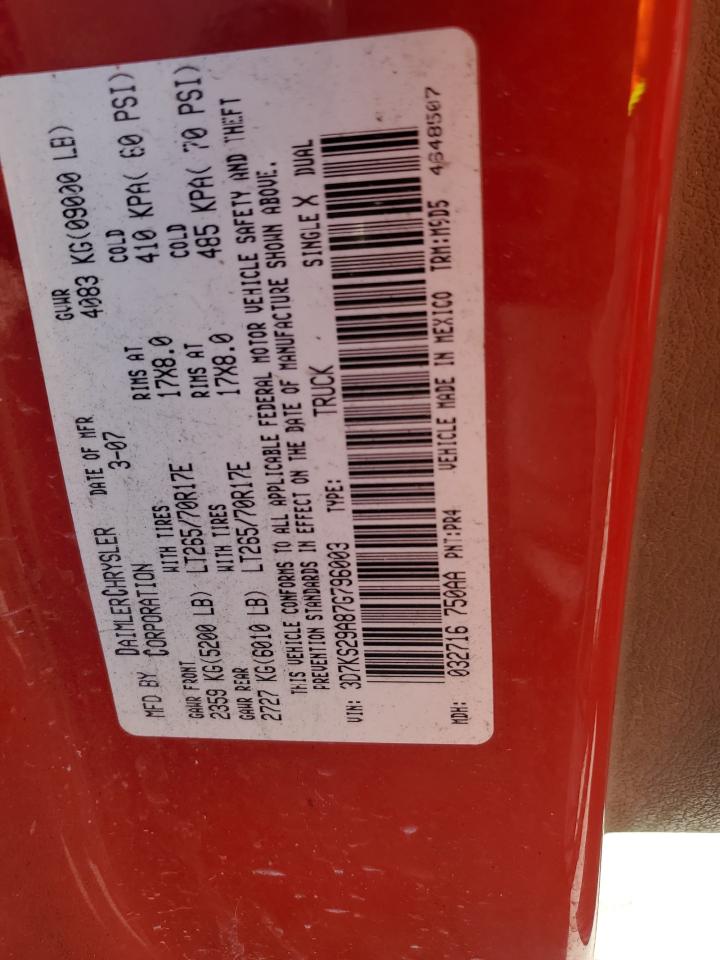 MFD BY DAIMLERCHRYSLER CORPORATION DATE OF MFR 3-07 GVWR 4083 KG(09000 LB)
GAWR FRONT WITH TIRES RIMS AT COLD
2359 KG(5200 LB) LT265/70R17E 17X8.0 410 KPA( 60 PSI)
GAWR REAR WITH TIRES RIMS AT COLD
2727 KG(6010 LB) LT265/70R17E 17X8.0 485 KPA( 70 PSI)
THIS VEHICLE CONFORMS TO ALL APPLICABLE FEDERAL MOTOR VEHICLE SAFETY AND THEFT
PREVENTION STANDARDS IN EFFECT ON THE DATE OF MANUFACTURE SHOWN ABOVE.
VIN: 3D7KS29A87G796003 TYPE: TRUCK SINGLE X DUAL
MDH: 032716 750AA PNT:PR4 VEHICLE MADE IN MEXICO TRM:M9D5 4648507